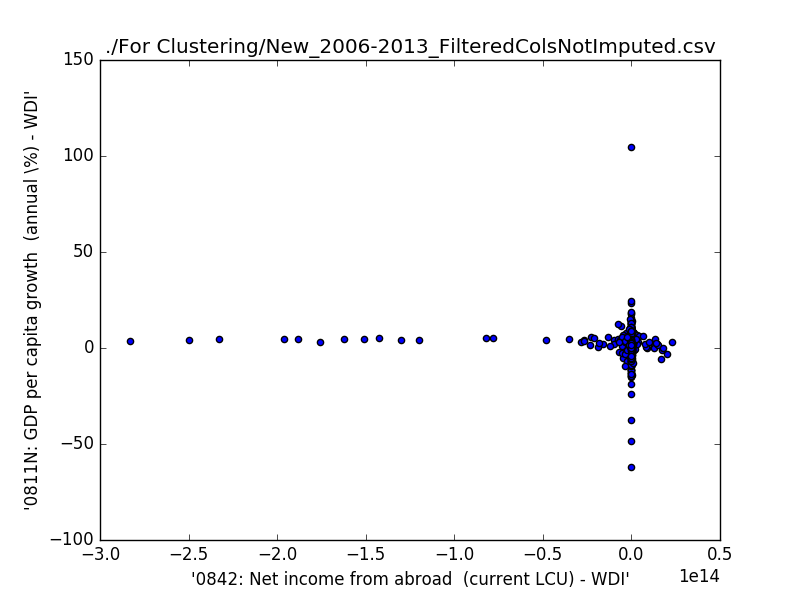 ./For Clustering/New_2006-2013_FilteredColsNotImputed.csv
150
100
50
0
−50
−100
'0811N: GDP per capita growth  (annual \%) - WDI'
−3.0 −2.5 −2.0 −1.5 −1.0 −0.5 0.0 0.5
1e14
'0842: Net income from abroad  (current LCU) - WDI'